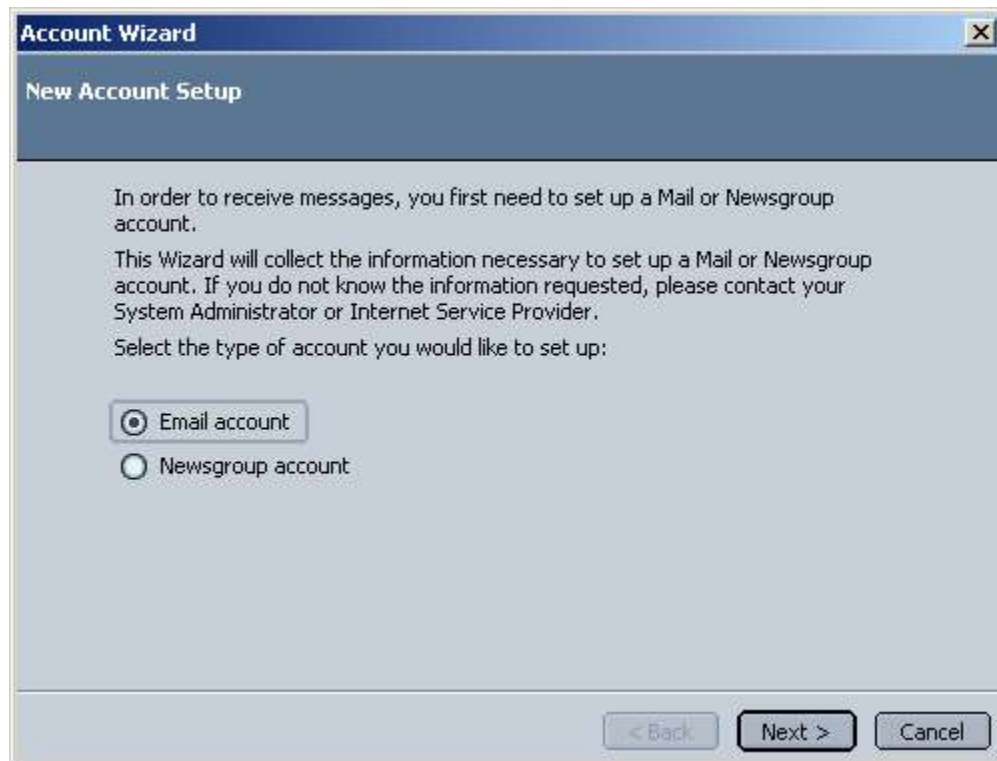 Account Wizard
New Account Setup
In order to receive messages, you first need to set up a Mail or Newsgroup
account.
This Wizard will collect the information necessary to set up a Mail or Newsgroup
account. If you do not know the information requested, please contact your
System Administrator or Internet Service Provider.
Select the type of account you would like to set up:
Email account
Newsgroup account
< Back Next > Cancel